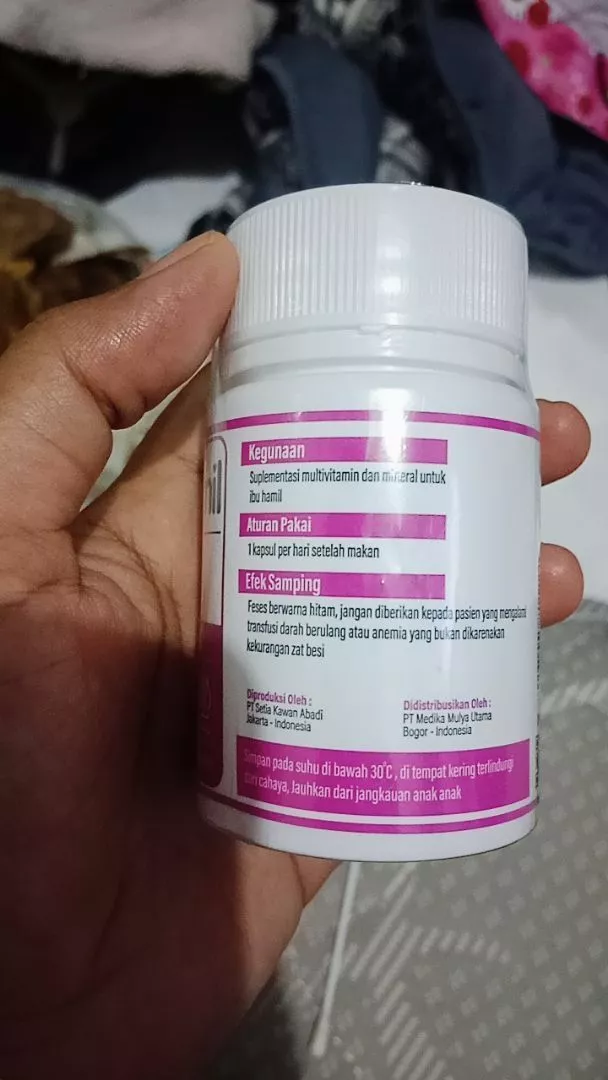 Kegunaan
Suplementasi multivitamin dan mineral untuk
ibu hamil
Aturan Pakai
1 kapsul per hari setelah makan
Efek Samping
Feses berwarna hitam, jangan diberikan kepada pasien yang mengalami
transfusi darah berulang atau anemia yang bukan dikarenakan
kekurangan zat besi
Diproduksi Oleh :
PT Setia Kawan Abadi
Jakarta - Indonesia
Didistribusikan Oleh :
PT Medika Mulya Utama
Bogor - Indonesia
Simpan pada suhu di bawah 30°C, di tempat kering terlindung
dari cahaya, Jauhkan dari jangkauan anak anak